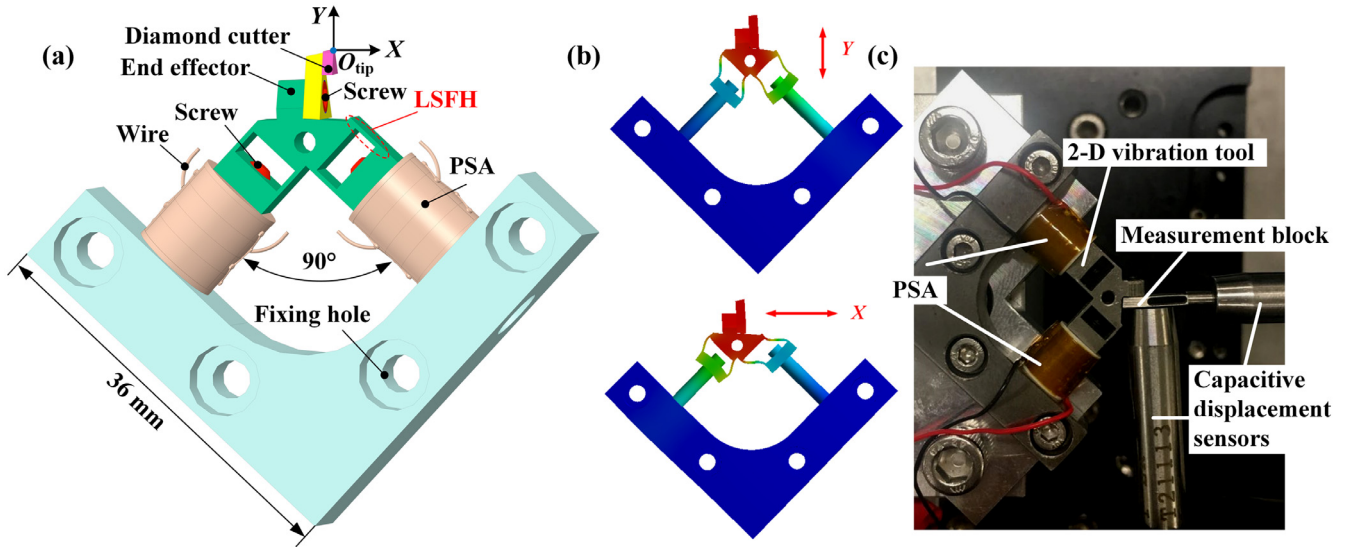 (a)
Y
X
O_tip
Diamond cutter
End effector
Screw
Screw
LSFH
Wire
PSA
90°
Fixing hole
36 mm
(b)
Y
X
(c)
2-D vibration tool
Measurement block
PSA
Capacitive
displacement
sensors
T21113